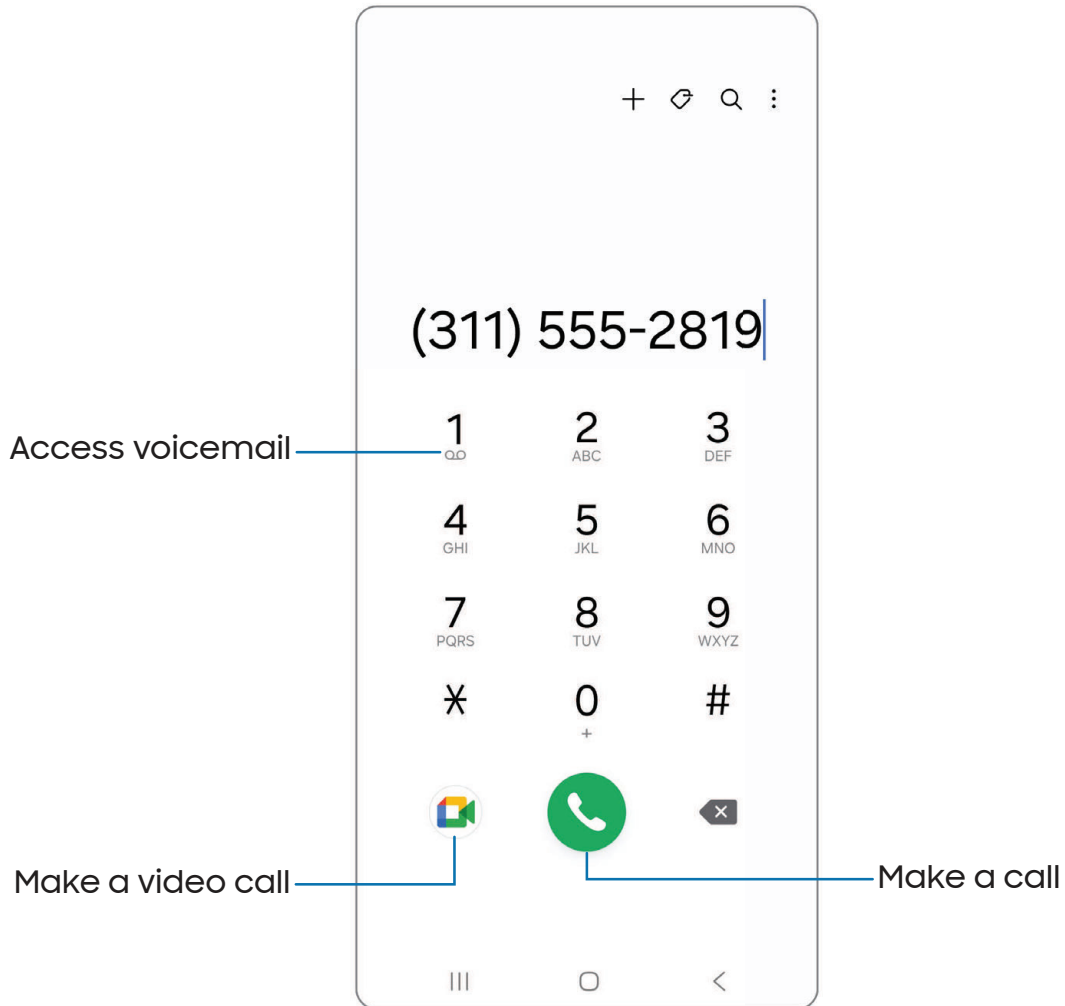 (311) 555-2819
Access voicemail
1 2 3
ABC DEF
4 5 6
GHI JKL MNO
7 8 9
PQRS TUV WXYZ
* 0 #
+
Make a video call
Make a call